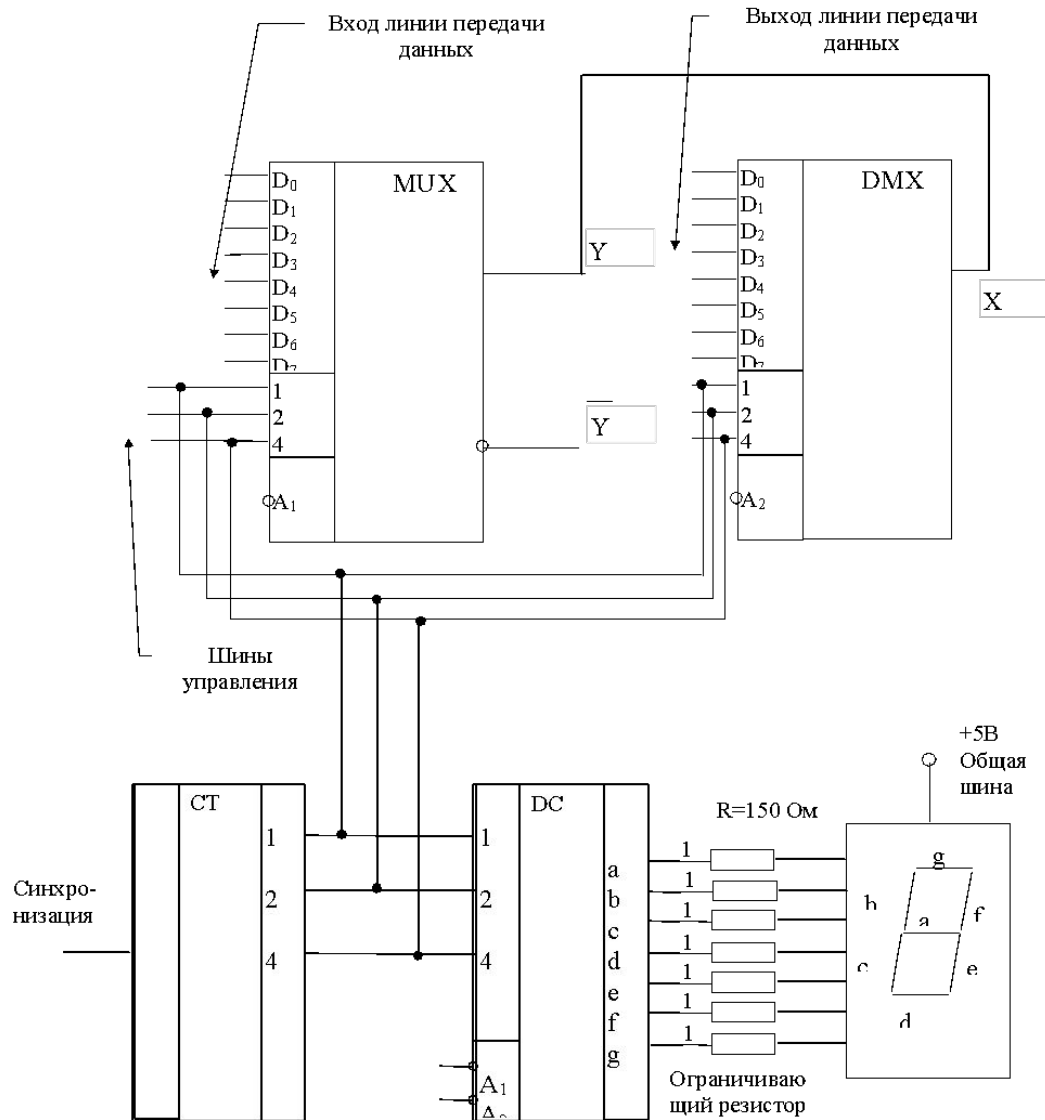 Вход линии передачи
данных
Выход линии передачи
данных
MUX
D0
D1
D2
D3
D4
D5
D6
D7
1
2
4
A1
Y
Y
DMX
D0
D1
D2
D3
D4
D5
D6
D7
1
2
4
A2
X
Шины
управления
+5В
Общая
шина
Синхро-
низация
CT
1
2
4
DC
1
2
4
A1
a
b
c
d
e
f
g
R=150 Ом
1
1
1
1
1
1
1
g
a
f
c
e
d
Ограничиваю
щий резистор